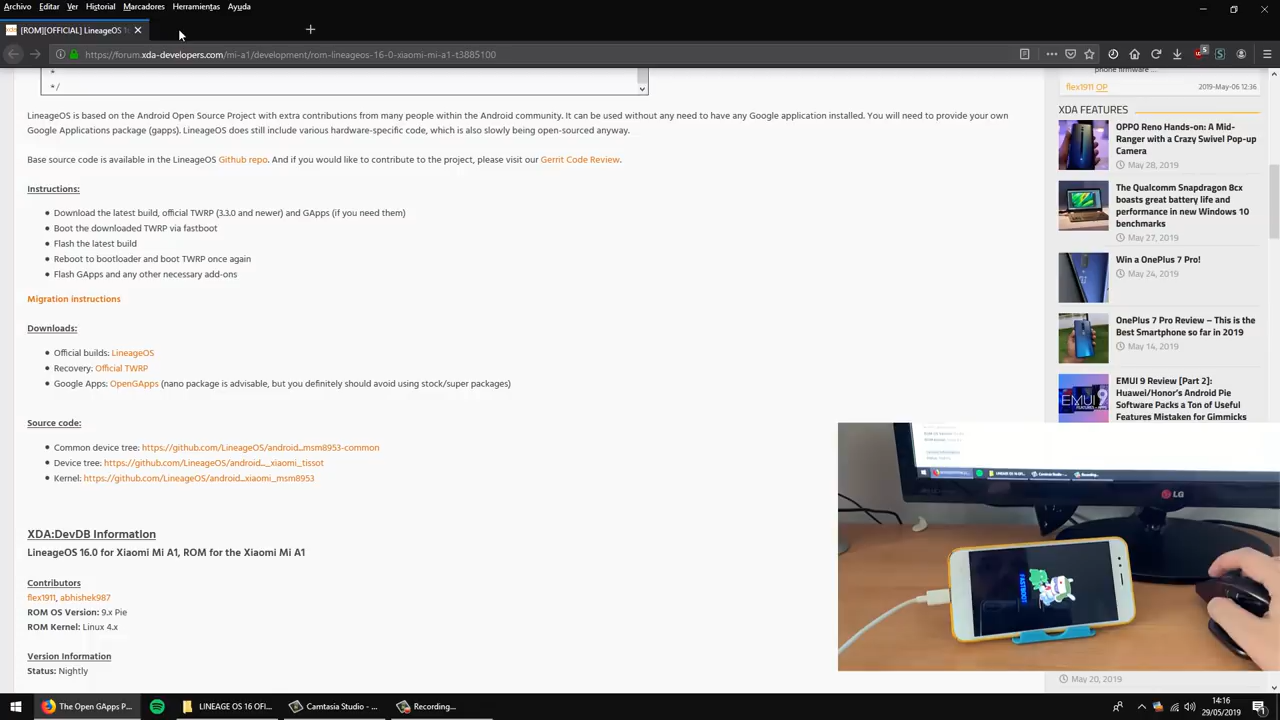 Archivo Editar Ver Historial Marcadores Herramientas Ayuda
[ROM][OFFICIAL] LineageOS 16
https://forum.xda-developers.com/mi-a1/development/rom-lineageos-16-0-xiaomi-mi-a1-t3885100
5
*
*/
LineageOS is based on the Android Open Source Project with extra contributions from many people within the Android community. It can be used without any need to have any Google application installed. You will need to provide your own
Google Applications package (gapps). LineageOS does still include various hardware-specific code, which is also slowly being open-sourced anyway.
Base source code is available in the LineageOS Github repo. And if you would like to contribute to the project, please visit our Gerrit Code Review.
Instructions:
Download the latest build, official TWRP (3.3.0 and newer) and GApps (if you need them)
Boot the downloaded TWRP via fastboot
Flash the latest build
Reboot to bootloader and boot TWRP once again
Flash GApps and any other necessary add-ons
Migration instructions
Downloads:
Official builds: LineageOS
Recovery: Official TWRP
Google Apps: OpenGApps (nano package is advisable, but you definitely should avoid using stock/super packages)
Source code:
Common device tree: https://github.com/LineageOS/android...msm8953-common
Device tree: https://github.com/LineageOS/android..._xiaomi_tissot
Kernel: https://github.com/LineageOS/android...xiaomi_msm8953
XDA:DevDB Information
LineageOS 16.0 for Xiaomi Mi A1, ROM for the Xiaomi Mi A1
Contributors
flex1911, abhishek987
ROM OS Version: 9.x Pie
ROM Kernel: Linux 4.x
Version Information
Status: Nightly
phone firmware ...
flex1911 OP 2019-May-06 12:36
XDA FEATURES
OPPO Reno Hands-on: A Mid-
Ranger with a Crazy Swivel Pop-up
Camera
May 28, 2019
The Qualcomm Snapdragon 8cx
boasts great battery life and
performance in new Windows 10
benchmarks
May 27, 2019
Win a OnePlus 7 Pro!
May 24, 2019
OnePlus 7 Pro Review – This is the
Best Smartphone so far in 2019
May 14, 2019
EMUI 9 Review [Part 2]:
Huawei/Honor's Android Pie
Software Packs a Ton of Useful
Features Mistaken for Gimmicks
LG
FASTBOOT
May 20, 2019
The Open GApps P... LINEAGE OS 16 OFI... Camtasia Studio - ... Recording...
14:16
29/05/2019
1